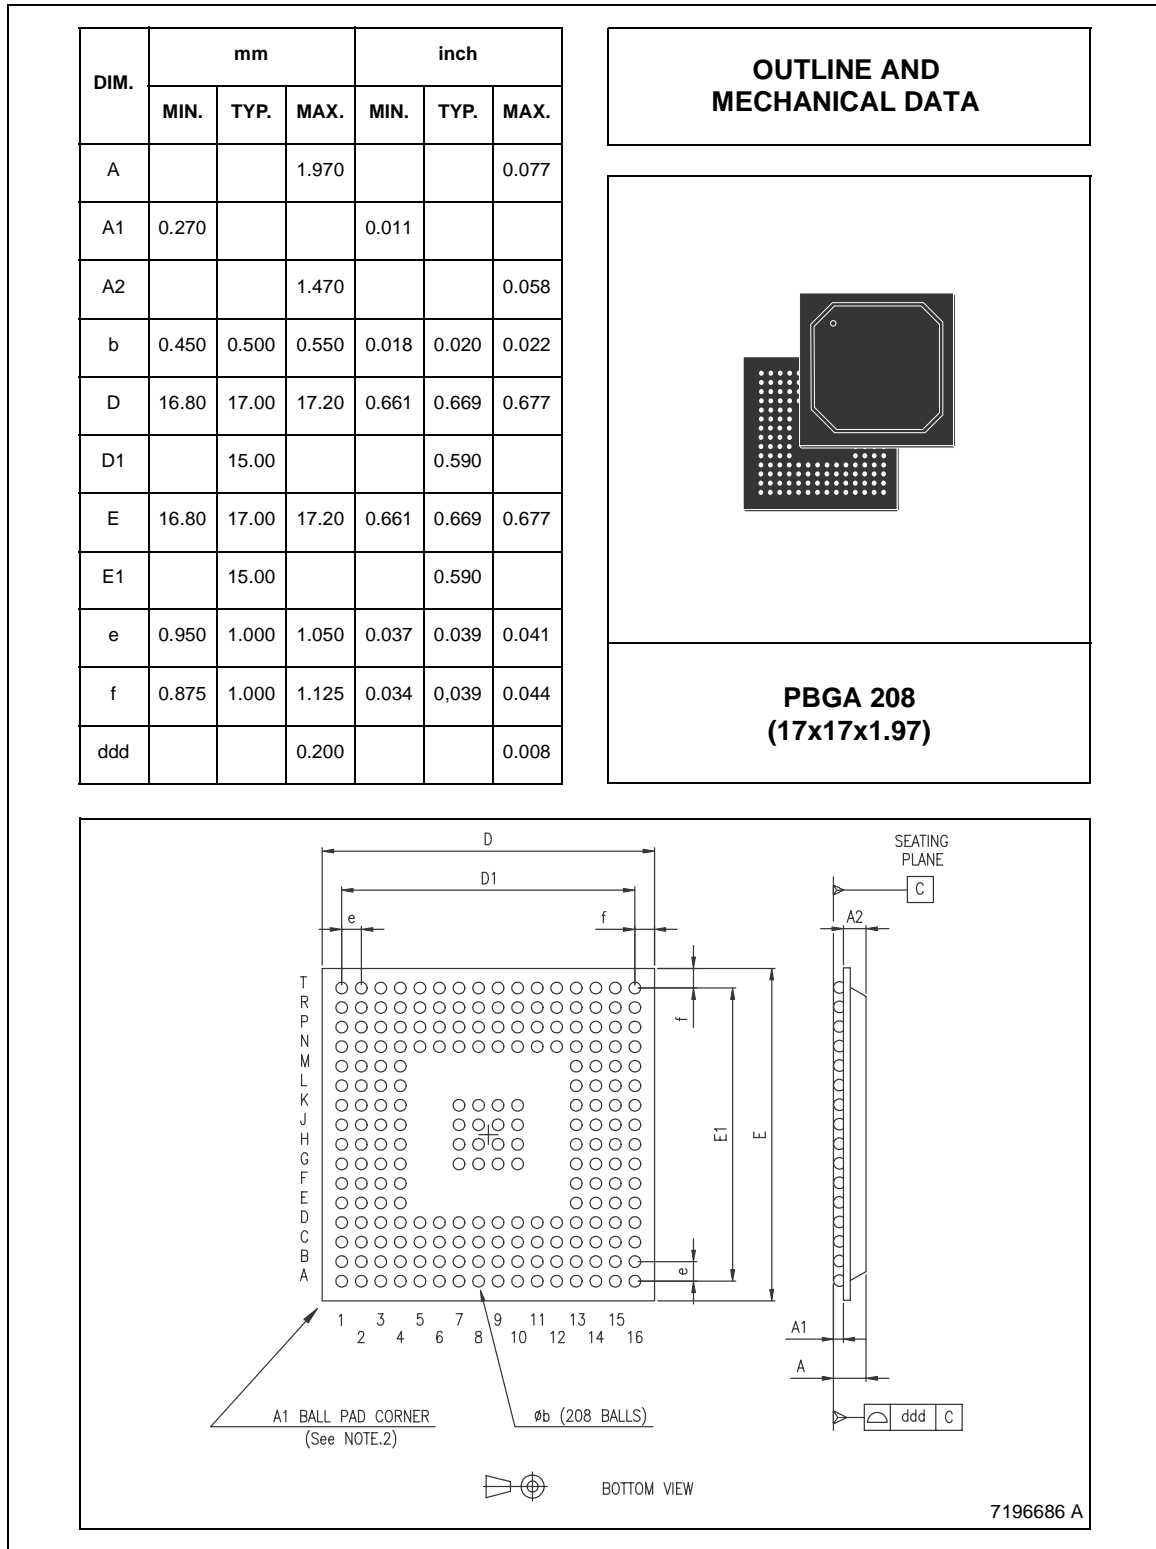 DIM. mm inch
MIN. TYP. MAX. MIN. TYP. MAX.
A 1.970 0.077
A1 0.270 0.011
A2 1.470 0.058
b 0.450 0.500 0.550 0.018 0.020 0.022
D 16.80 17.00 17.20 0.661 0.669 0.677
D1 15.00 0.590
E 16.80 17.00 17.20 0.661 0.669 0.677
E1 15.00 0.590
e 0.950 1.000 1.050 0.037 0.039 0.041
f 0.875 1.000 1.125 0.034 0,039 0.044
ddd 0.200 0.008
OUTLINE AND
MECHANICAL DATA
PBGA 208
(17x17x1.97)
D
D1
e
f
T
R
P
N
M
L
K
J
H
G
F
E
D
C
B
A
f
E1
E
e
1 3 5 7 9 11 13 15
2 4 6 8 10 12 14 16
A1 BALL PAD CORNER
(See NOTE.2)
øb (208 BALLS)
BOTTOM VIEW
SEATING
PLANE
C
A2
A1
A
ddd C
7196686 A